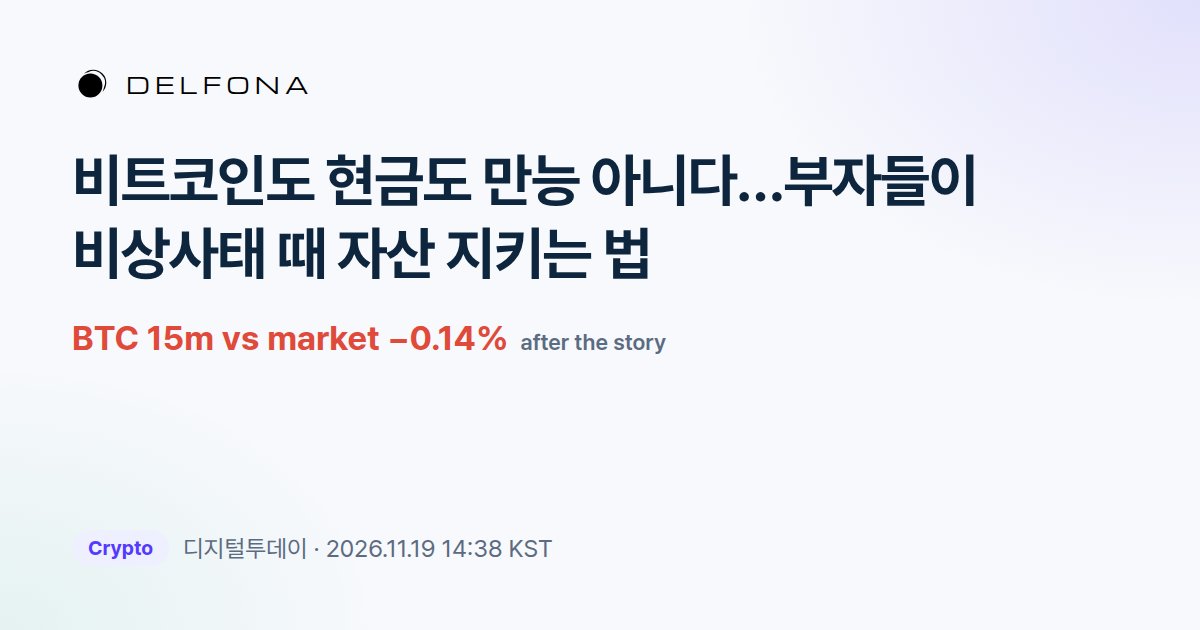 DELFONA
비트코인도 현금도 만능 아니다…부자들이
비상사태 때 자산 지키는 법
BTC 15m vs market −0.14% after the story
Crypto 디지털투데이 · 2026.11.19 14:38 KST